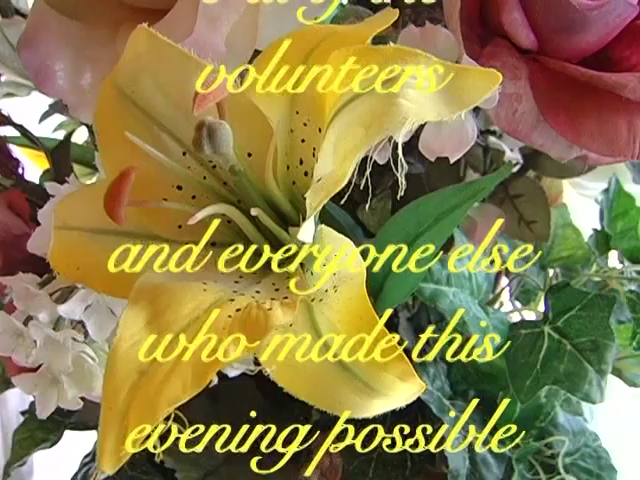 volunteers
and everyone else
who made this
evening possible